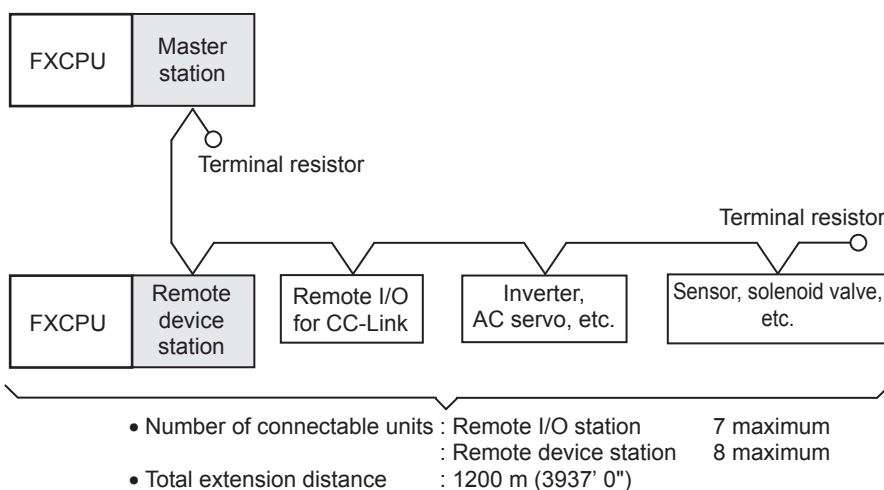 FXCPU
Master
station
Terminal resistor
Terminal resistor
FXCPU
Remote
device
station
Remote I/O
for CC-Link
Inverter,
AC servo, etc.
Sensor, solenoid valve,
etc.
• Number of connectable units : Remote I/O station 7 maximum
: Remote device station 8 maximum
• Total extension distance : 1200 m (3937' 0")